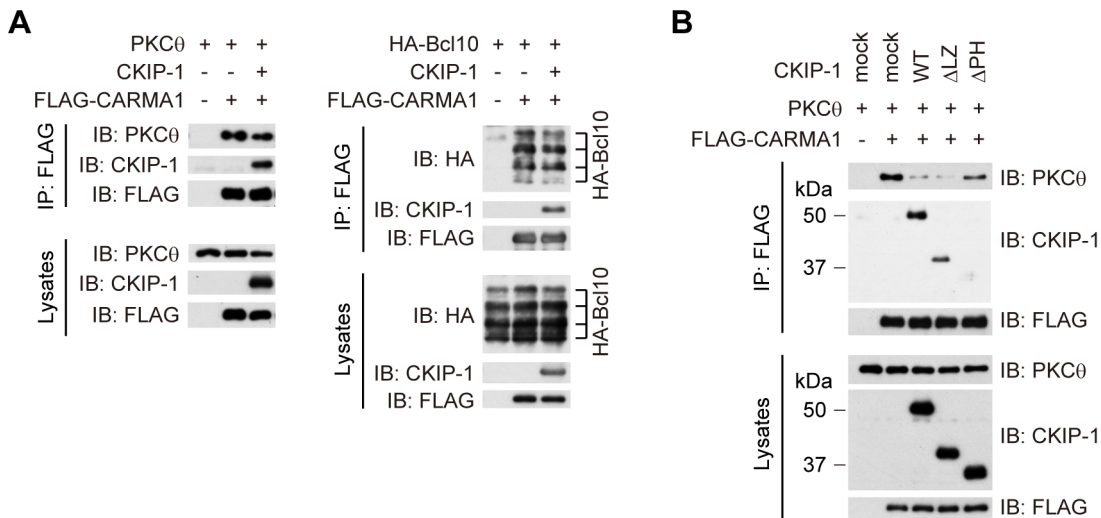 A
PKCθ + + +
CKIP-1 - - +
FLAG-CARMA1 - + +
IP: FLAG
IB: PKCθ
IB: CKIP-1
IB: FLAG
Lysates
IB: PKCθ
IB: CKIP-1
IB: FLAG
HA-Bcl10 + + +
CKIP-1 - - +
FLAG-CARMA1 - + +
IP: FLAG
IB: HA
HA-Bcl10
IB: CKIP-1
IB: FLAG
Lysates
IB: HA
HA-Bcl10
IB: CKIP-1
IB: FLAG
B
CKIP-1 mock mock WT ΔLZ ΔPH
PKCθ + + + + +
FLAG-CARMA1 - + + + +
IP: FLAG
IB: PKCθ
kDa
50
37
IB: CKIP-1
IB: FLAG
Lysates
IB: PKCθ
kDa
50
37
IB: CKIP-1
IB: FLAG